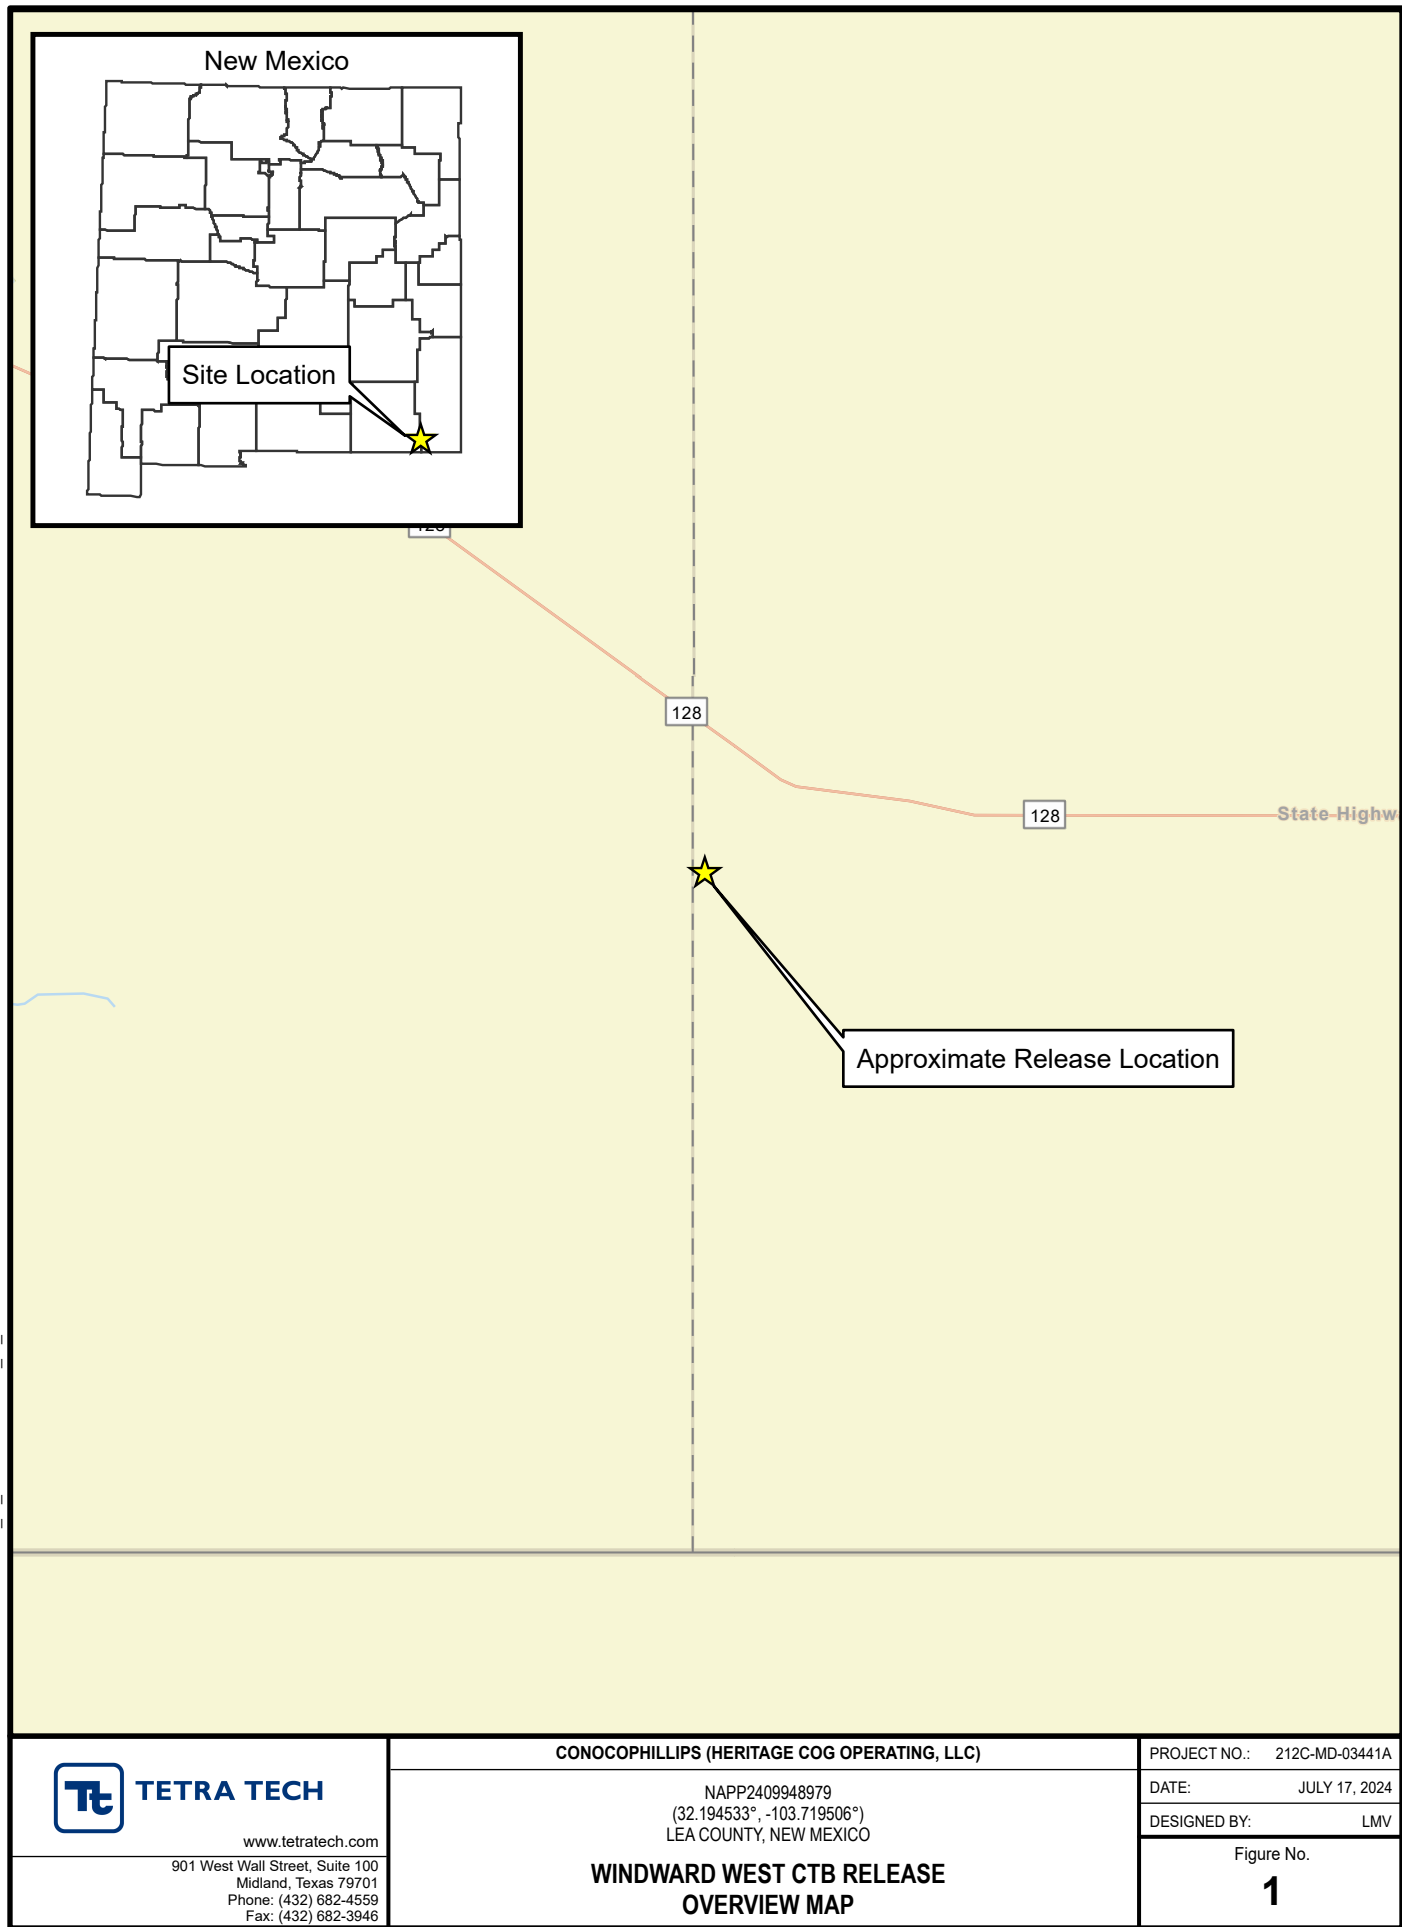 New Mexico
Site Location
128
128
State Highw
Approximate Release Location
Tt TETRA TECH
www.tetratech.com
901 West Wall Street, Suite 100
Midland, Texas 79701
Phone: (432) 682-4559
Fax: (432) 682-3946
CONOCOPHILLIPS (HERITAGE COG OPERATING, LLC)
NAPP2409948979
(32.194533°, -103.719506°)
LEA COUNTY, NEW MEXICO
WINDWARD WEST CTB RELEASE
OVERVIEW MAP
PROJECT NO.: 212C-MD-03441A
DATE: JULY 17, 2024
DESIGNED BY: LMV
Figure No.
1